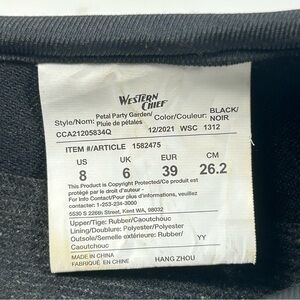 WESTERN
CHIEF
Style/Nom: Petal Party Garden/ Color/Couleur: BLACK/
Pluie de pétales NOIR
CCA21205834Q 12/2021 WSC 1312
ITEM #/ARTICLE 1582475
US UK EUR CM
8 6 39 26.2
This Product is Copyright Protected/Ce produit est
protégé par le droit d'auteur -
For Info Contact/Pour plus d'informations, veuillez
contacter: 1-253-234-3000
5530 S 226th Street, Kent WA, 98032
Upper/Tige: Rubber/Caoutchouc
Lining/Doublure: Polyester/Polyester
Outsole/Semelle extérieure: Rubber/ YY
Caoutchouc
MADE IN CHINA
FABRIQUÉ EN CHINE HANG ZHOU